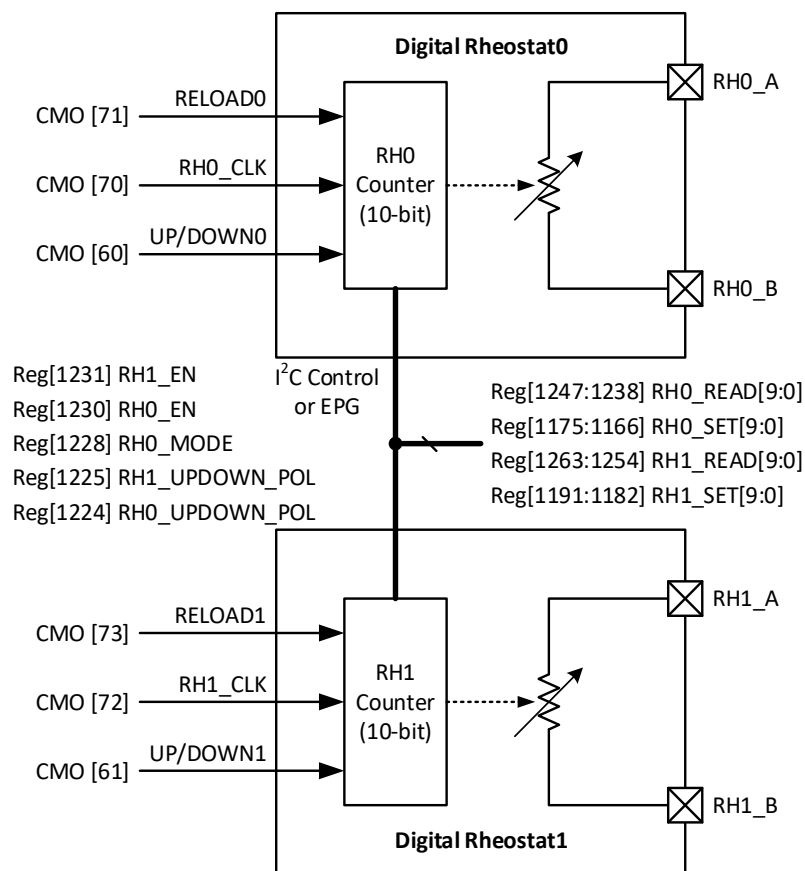 Digital Rheostat0
CMO [71]
RELOAD0
CMO [70]
RH0_CLK
CMO [60]
UP/DOWN0
RH0
Counter
(10-bit)
RH0_A
RH0_B
Reg[1231] RH1_EN
Reg[1230] RH0_EN
Reg[1228] RH0_MODE
Reg[1225] RH1_UPDOWN_POL
Reg[1224] RH0_UPDOWN_POL
I²C Control
or EPG
Reg[1247:1238] RH0_READ[9:0]
Reg[1175:1166] RH0_SET[9:0]
Reg[1263:1254] RH1_READ[9:0]
Reg[1191:1182] RH1_SET[9:0]
CMO [73]
RELOAD1
CMO [72]
RH1_CLK
CMO [61]
UP/DOWN1
RH1
Counter
(10-bit)
RH1_A
RH1_B
Digital Rheostat1